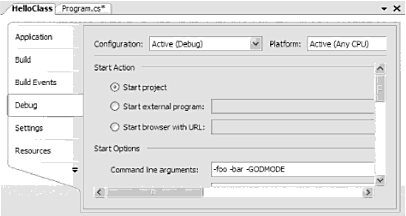 HelloClass Program.cs*
Application
Build
Build Events
Debug
Settings
Resources
Configuration: Active (Debug) Platform: Active (Any CPU)
Start Action
Start project
Start external program:
Start browser with URL:
Start Options
Command line arguments: -foo -bar -GODMODE